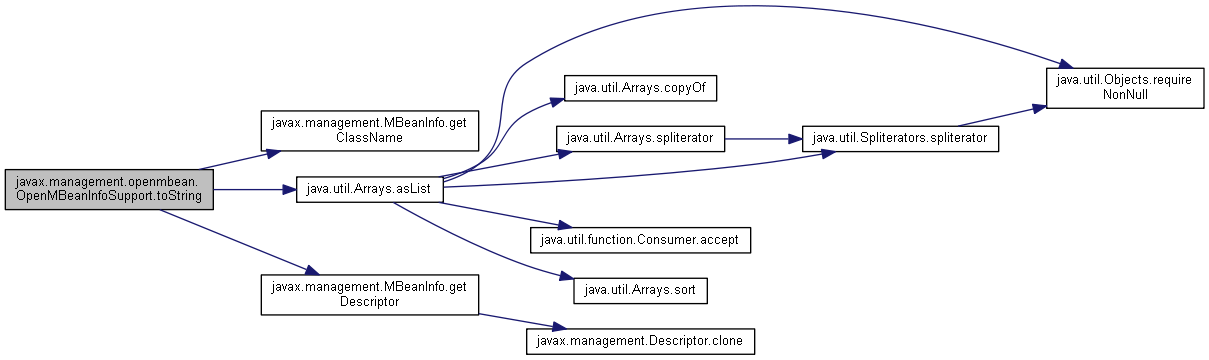 javax.management.openmbean.
OpenMBeanInfoSupport.toString
javax.management.MBeanInfo.get
ClassName
java.util.Arrays.asList
javax.management.MBeanInfo.get
Descriptor
java.util.Arrays.copyOf
java.util.Arrays.spliterator
java.util.function.Consumer.accept
java.util.Arrays.sort
javax.management.Descriptor.clone
java.util.Spliterators.spliterator
java.util.Objects.require
NonNull